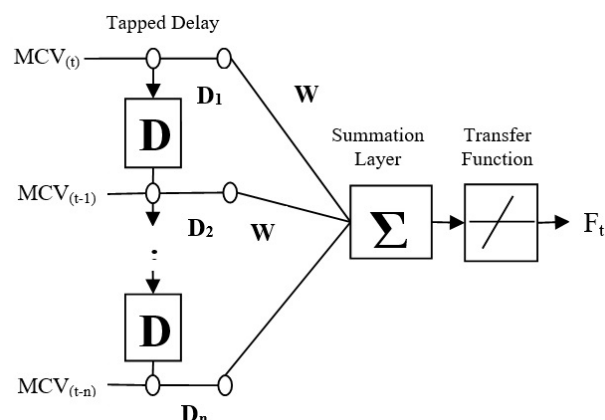 Tapped Delay
MCV(t)
D1
W
D
Summation
Layer
Transfer
Function
MCV(t-1)
D2
W
Σ
Ft
D
MCV(t-n)
Dn